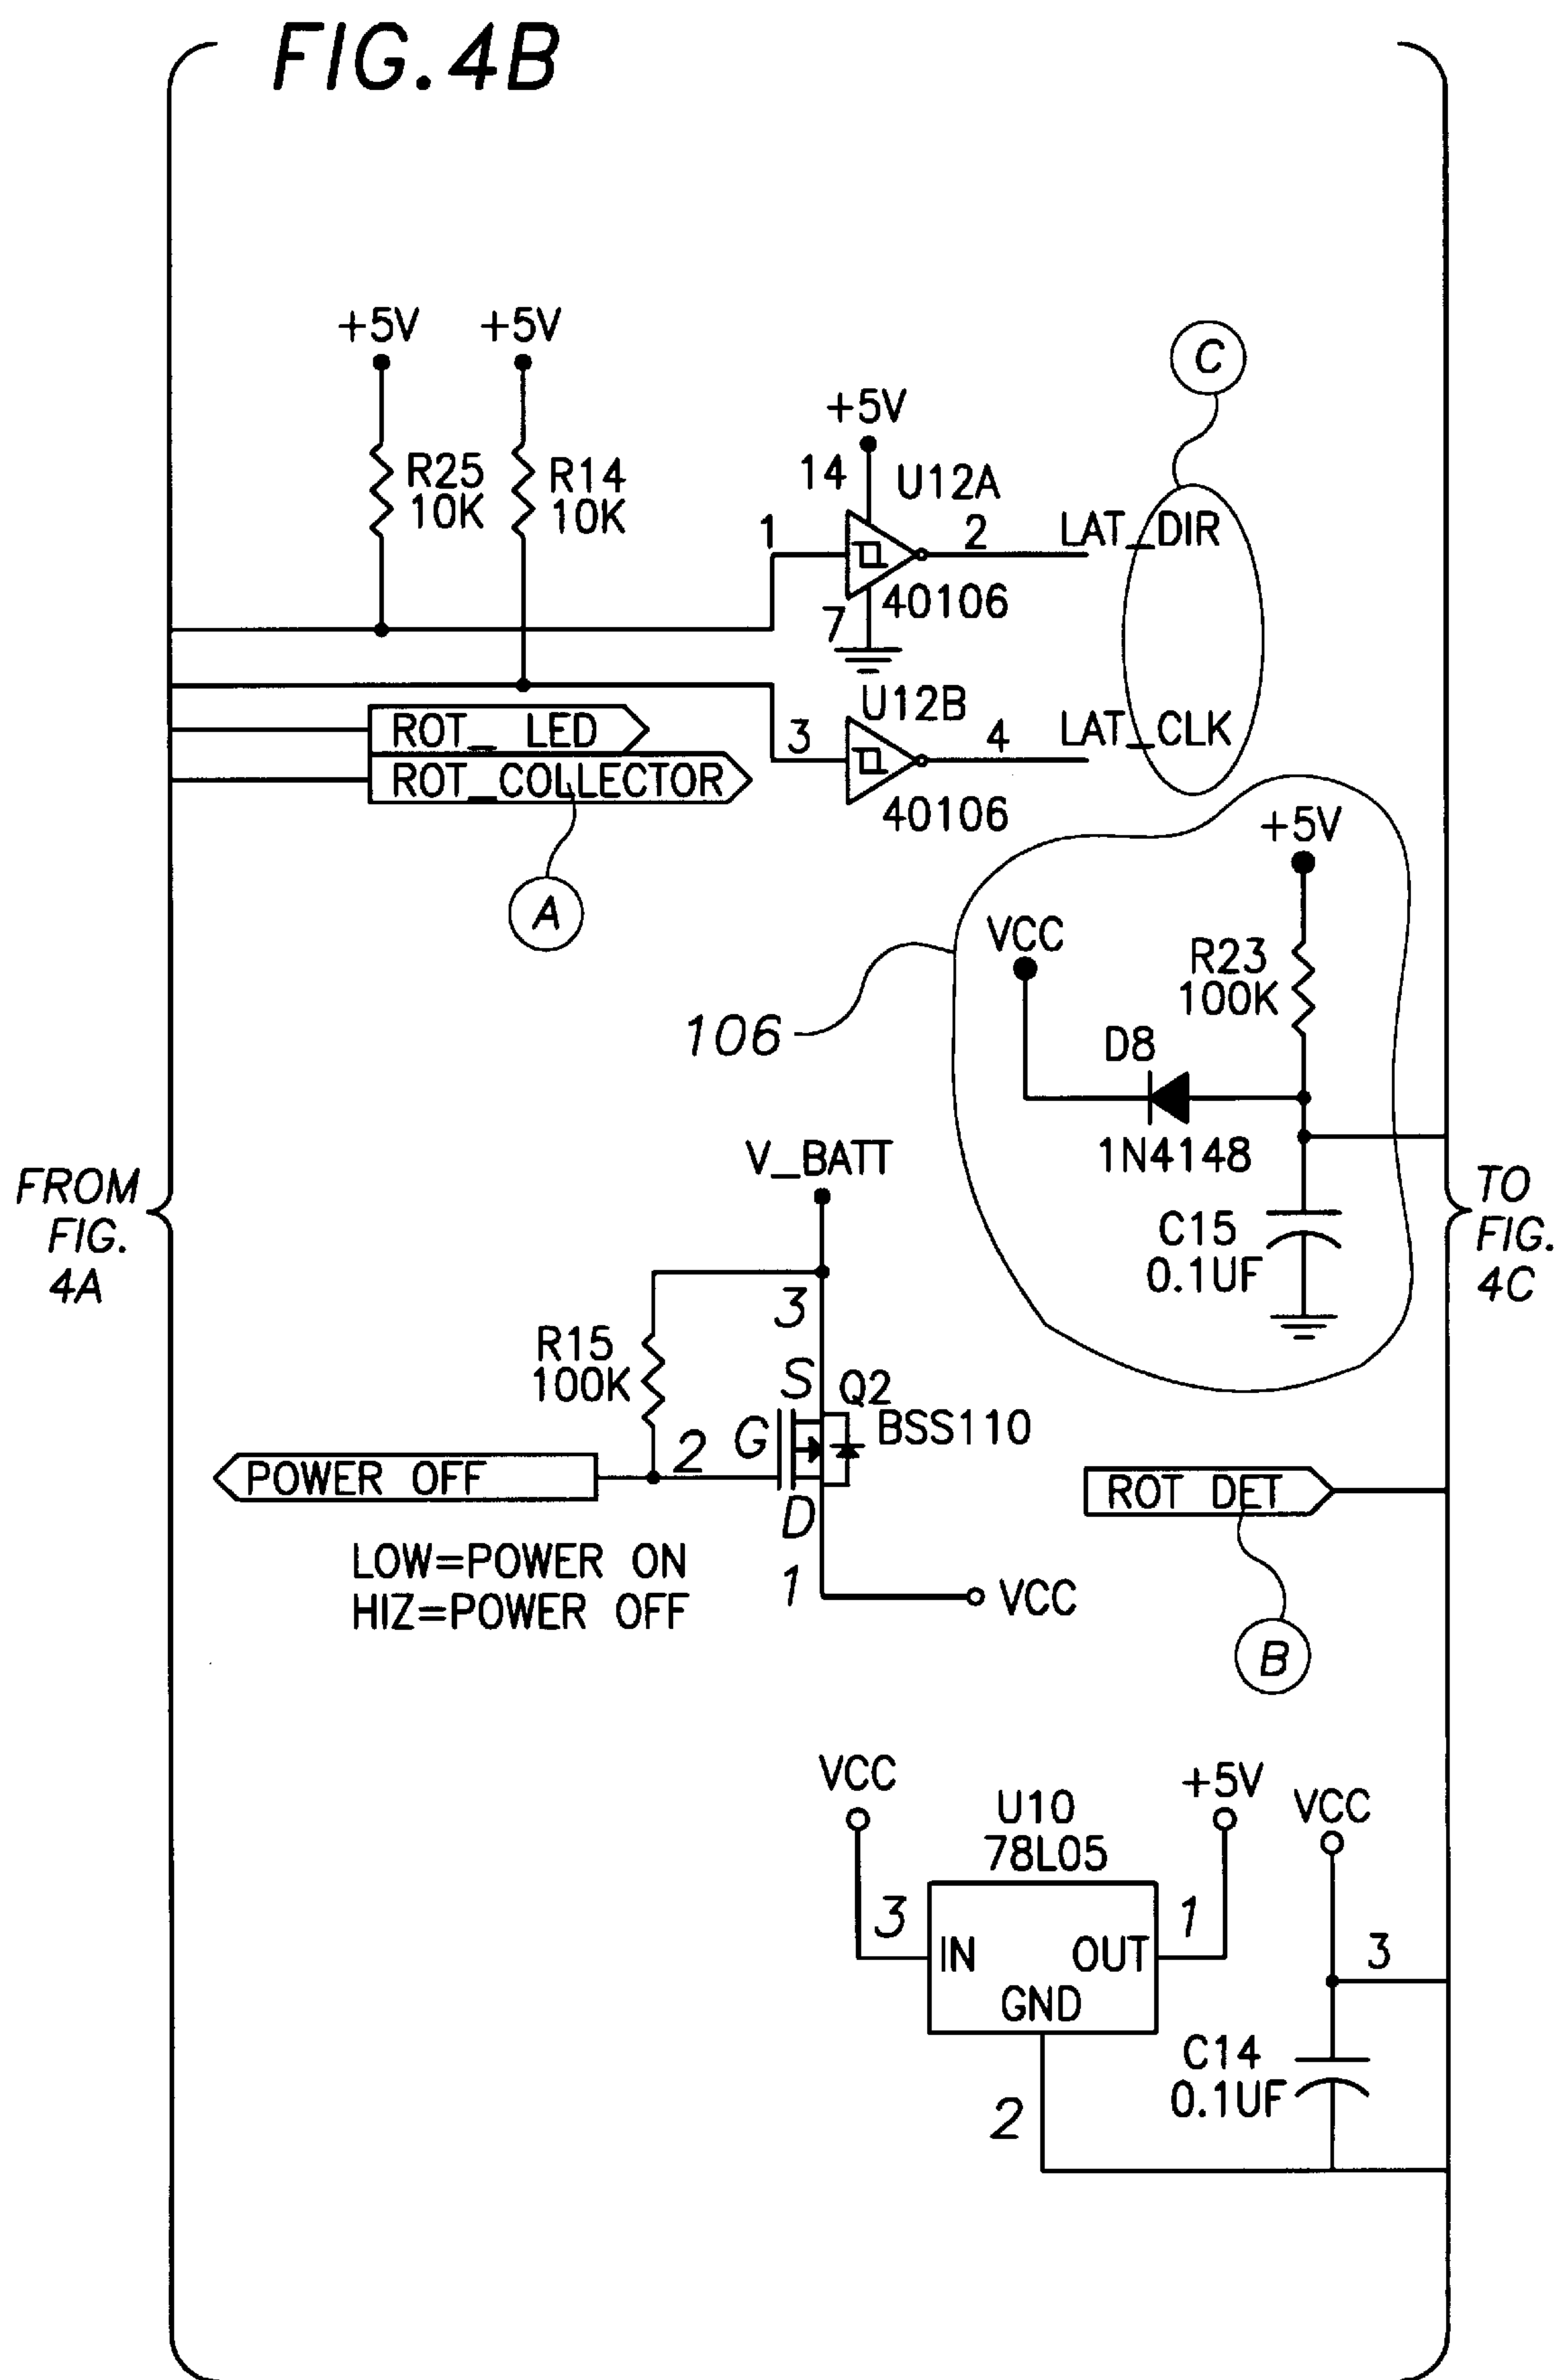 FIG.4B
+5V +5V
R25
10K
R14
10K
+5V
14
U12A
1
2
LAT_DIR
C
40106
7
U12B
3
4
LAT_CLK
40106
ROT_ LED
ROT_COLLECTOR
A
+5V
VCC
R23
100K
106
D8
1N4148
C15
0.1UF
FROM
FIG.
4A
TO
FIG.
4C
V_BATT
3
R15
100K
S
Q2
BSS110
G
2
POWER OFF
D
1
VCC
LOW=POWER ON
HIZ=POWER OFF
ROT DET
B
VCC
U10
78L05
+5V
VCC
3
IN
OUT
GND
1
3
2
C14
0.1UF